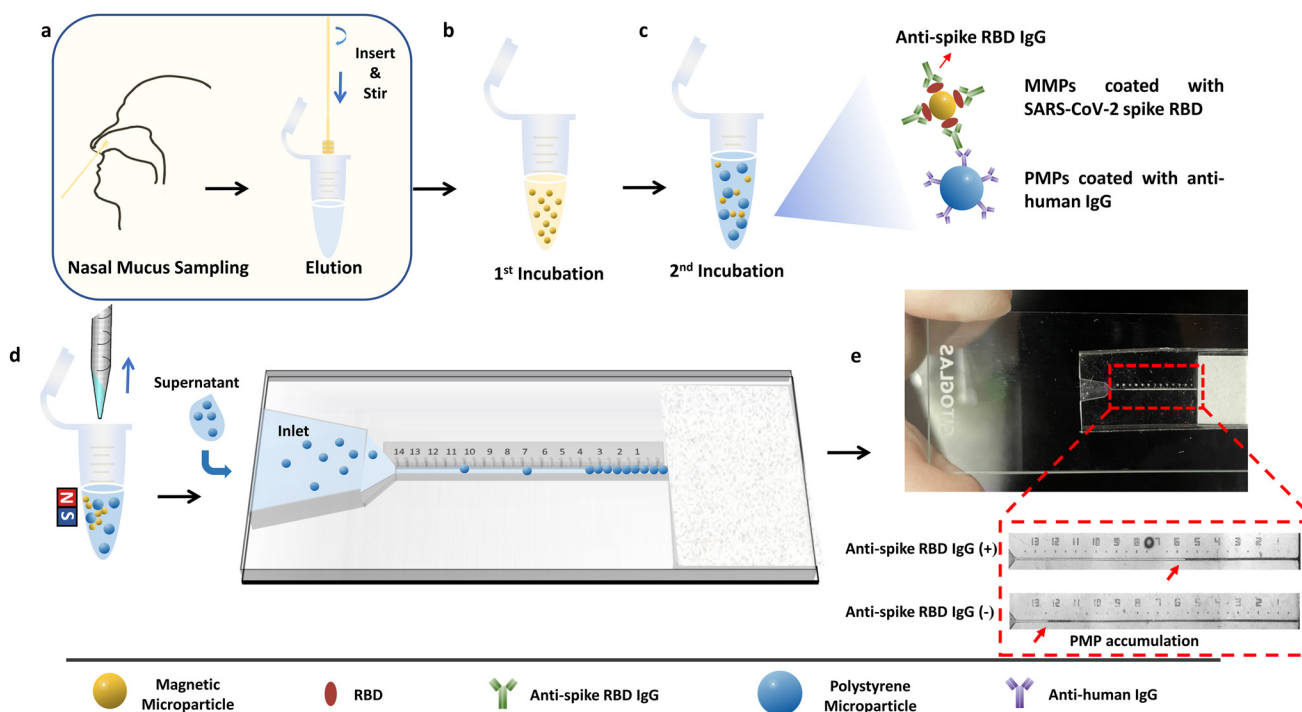 a
Insert
&
Stir
Nasal Mucus Sampling
Elution
b
1st Incubation
c
2nd Incubation
Anti-spike RBD IgG
MMPs coated with
SARS-CoV-2 spike RBD
PMPs coated with anti-
human IgG
d
N
S
Supernatant
Inlet
14 13 12 11 10 9 8 7 6 5 4 3 2 1
e
Anti-spike RBD IgG (+)
Anti-spike RBD IgG (-)
PMP accumulation
Magnetic
Microparticle
RBD
Anti-spike RBD IgG
Polystyrene
Microparticle
Anti-human IgG